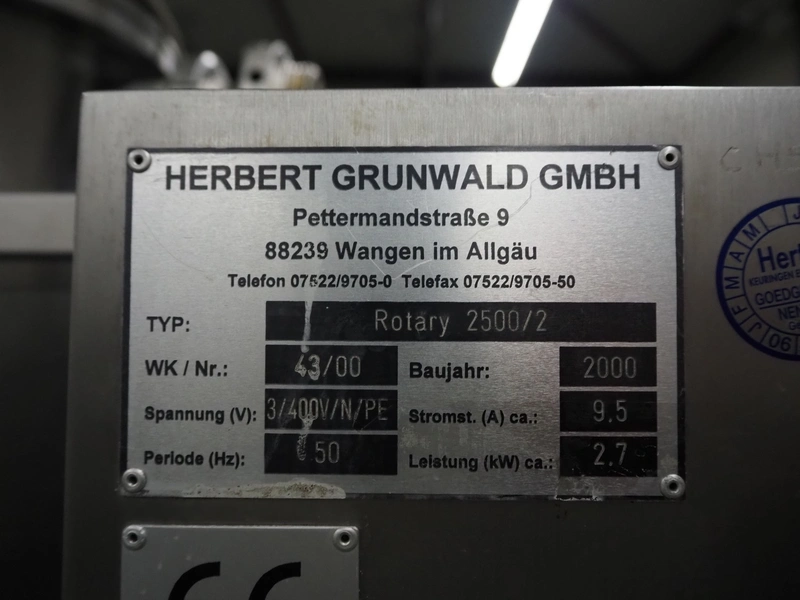 HERBERT GRUNWALD GMBH
Pettermandstraße 9
88239 Wangen im Allgäu
Telefon 07522/9705-0 Telefax 07522/9705-50
TYP: Rotary 2500/2
WK / Nr.: 43/00 Baujahr: 2000
Spannung (V): 3/400V/N/PE Stromst. (A) ca.: 9.5
Periode (Hz): 50 Leistung (kW) ca.: 2.7
CE
J F M A M J
06